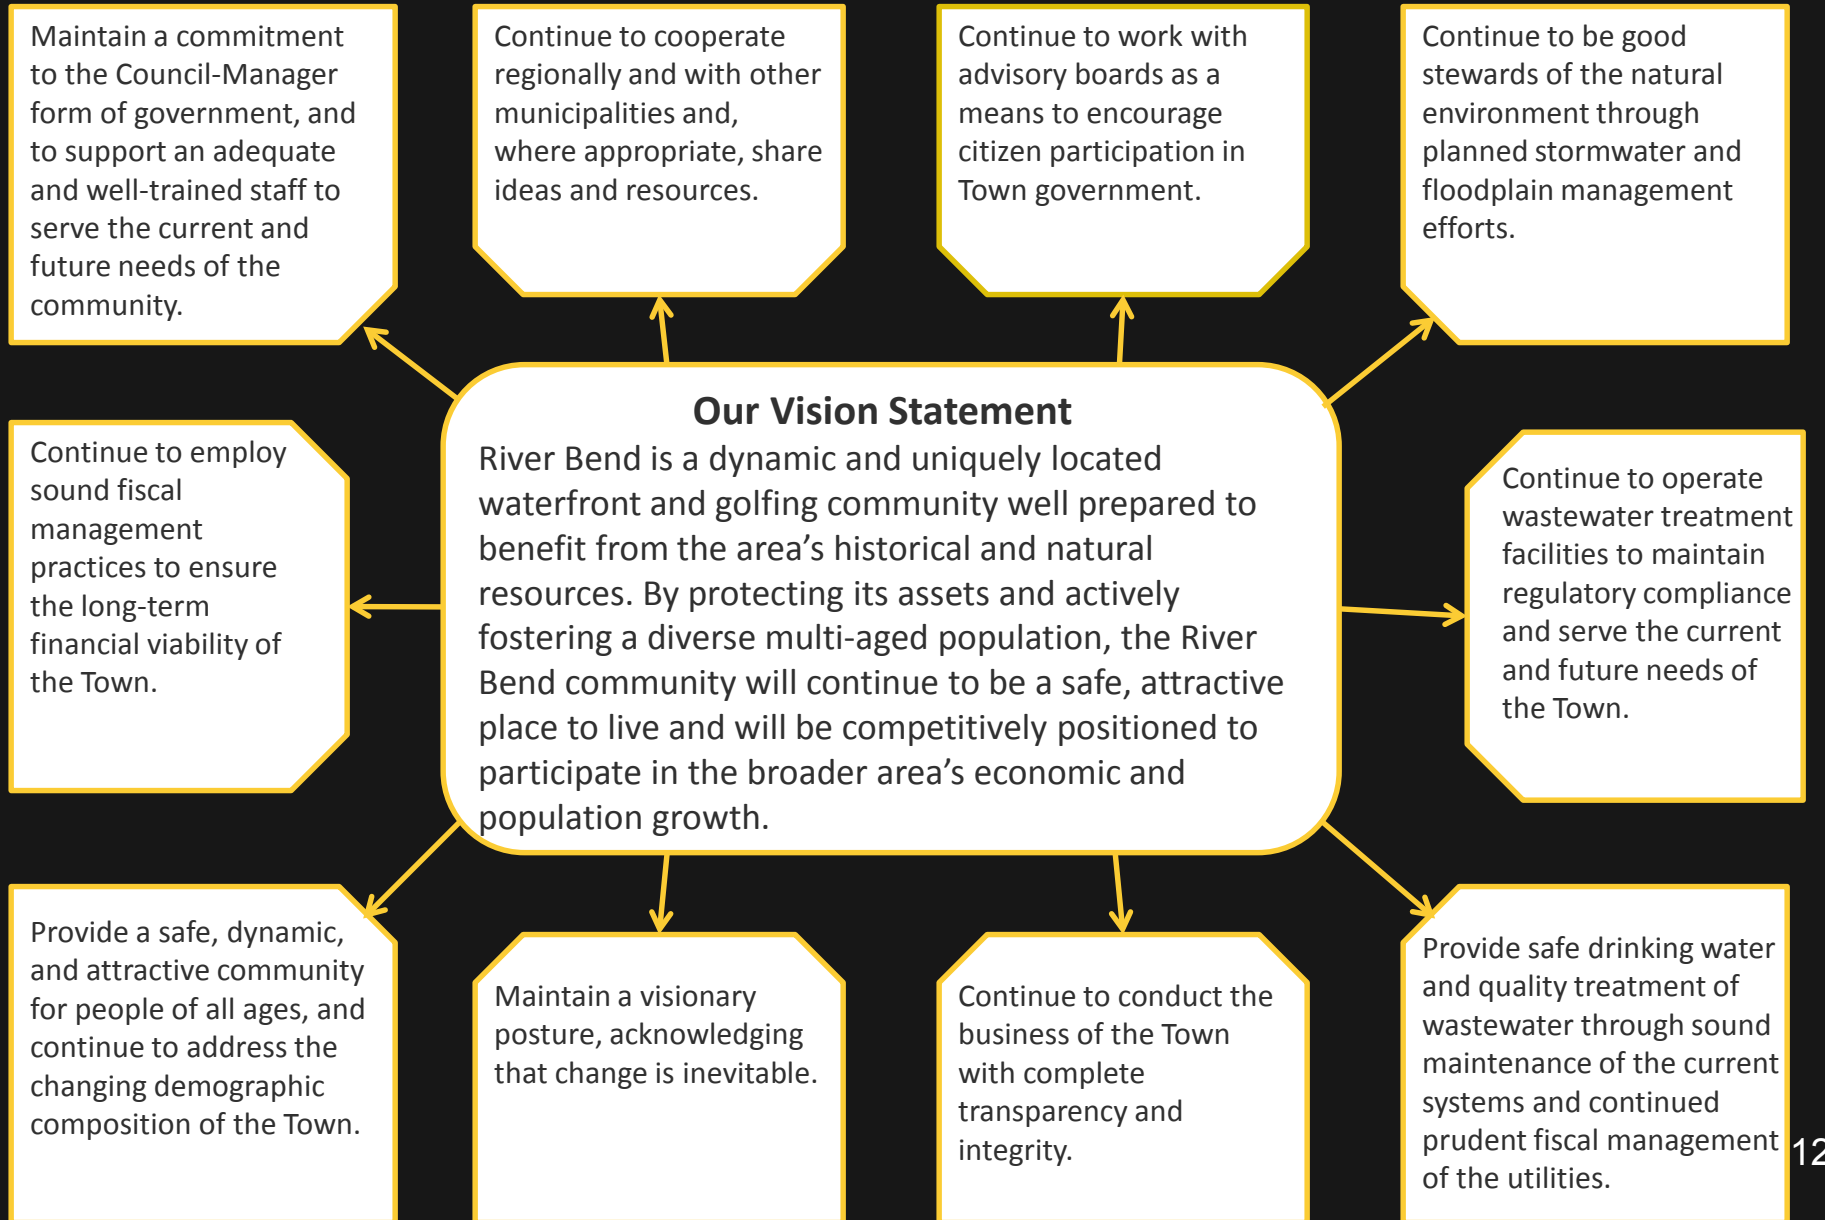 Maintain a commitment
to the Council-Manager
form of government, and
to support an adequate
and well-trained staff to
serve the current and
future needs of the
community.
Continue to cooperate
regionally and with other
municipalities and,
where appropriate, share
ideas and resources.
Continue to work with
advisory boards as a
means to encourage
citizen participation in
Town government.
Continue to be good
stewards of the natural
environment through
planned stormwater and
floodplain management
efforts.
Continue to employ
sound fiscal
management
practices to ensure
the long-term
financial viability of
the Town.
Our Vision Statement
River Bend is a dynamic and uniquely located
waterfront and golfing community well prepared to
benefit from the area’s historical and natural
resources. By protecting its assets and actively
fostering a diverse multi-aged population, the River
Bend community will continue to be a safe, attractive
place to live and will be competitively positioned to
participate in the broader area’s economic and
population growth.
Continue to operate
wastewater treatment
facilities to maintain
regulatory compliance
and serve the current
and future needs of
the Town.
Provide a safe, dynamic,
and attractive community
for people of all ages, and
continue to address the
changing demographic
composition of the Town.
Maintain a visionary
posture, acknowledging
that change is inevitable.
Continue to conduct the
business of the Town
with complete
transparency and
integrity.
Provide safe drinking water
and quality treatment of
wastewater through sound
maintenance of the current
systems and continued
prudent fiscal management
of the utilities.
12